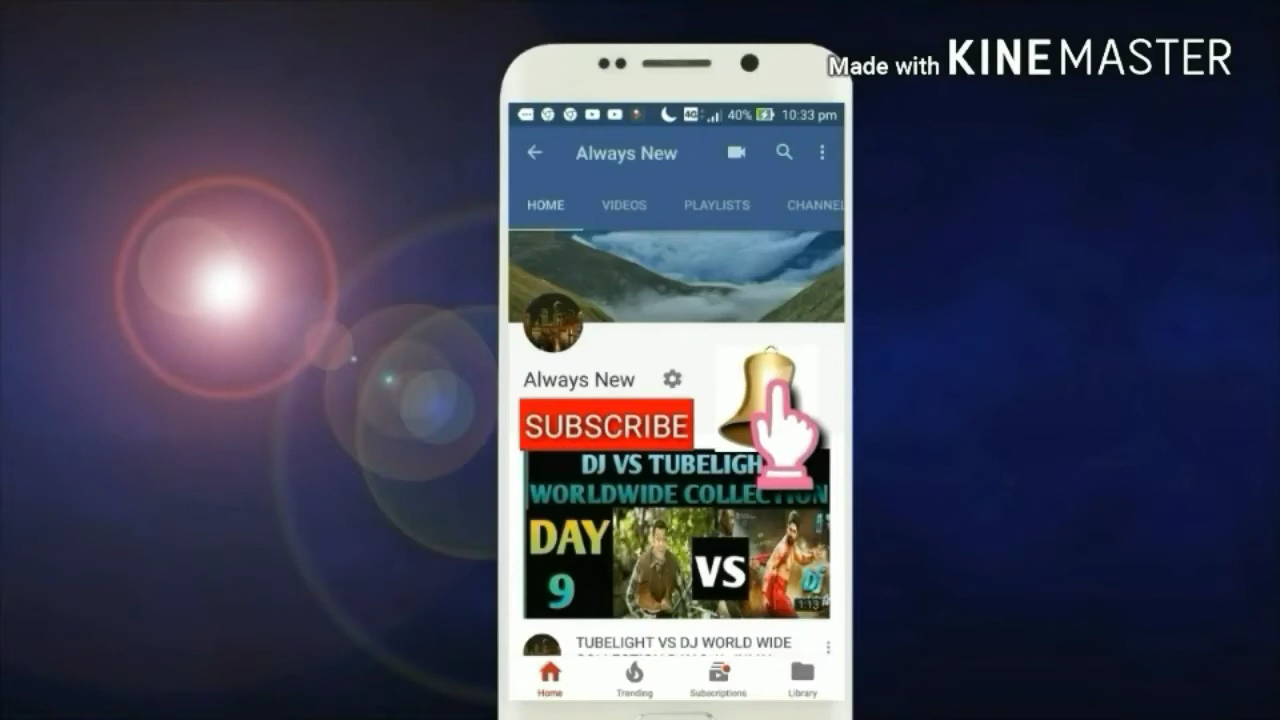 Made with KINEMASTER
4G 40% 10:33 pm
Always New
HOME VIDEOS PLAYLISTS CHANNEL
Always New
SUBSCRIBE
DJ VS TUBELIGH
WORLDWIDE COLLECTION
DAY
9
VS
Dj
1:13
TUBELIGHT VS DJ WORLD WIDE
Home Trending Subscriptions Library